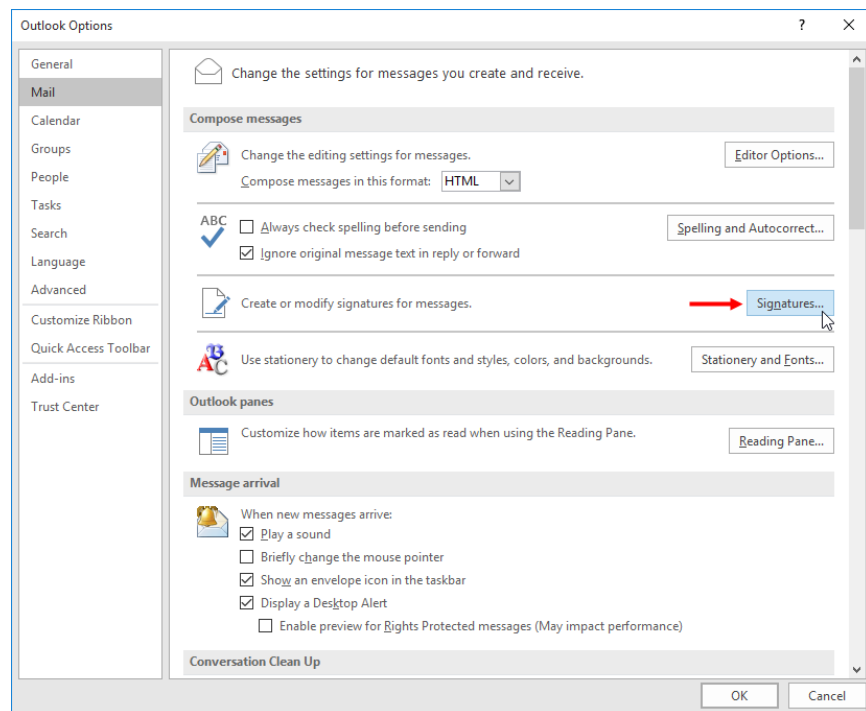 Outlook Options
?
General
Mail
Calendar
Groups
People
Tasks
Search
Language
Advanced
Customize Ribbon
Quick Access Toolbar
Add-ins
Trust Center
Change the settings for messages you create and receive.
Compose messages
Change the editing settings for messages.
Editor Options...
Compose messages in this format: HTML
ABC
Always check spelling before sending
Spelling and Autocorrect...
Ignore original message text in reply or forward
Create or modify signatures for messages.
Signatures...
ABC
Use stationery to change default fonts and styles, colors, and backgrounds.
Stationery and Fonts...
Outlook panes
Customize how items are marked as read when using the Reading Pane.
Reading Pane...
Message arrival
When new messages arrive:
Play a sound
Briefly change the mouse pointer
Show an envelope icon in the taskbar
Display a Desktop Alert
Enable preview for Rights Protected messages (May impact performance)
Conversation Clean Up
OK
Cancel